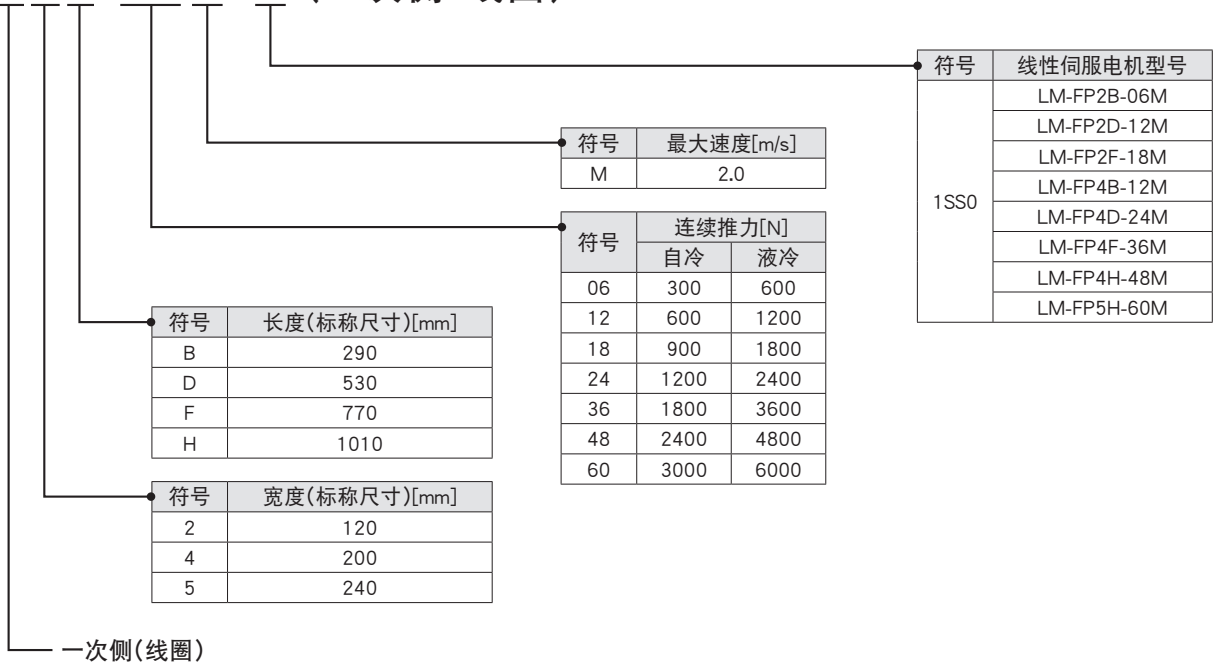 符号 线性伺服电机型号
1SS0
LM-FP2B-06M
LM-FP2D-12M
LM-FP2F-18M
LM-FP4B-12M
LM-FP4D-24M
LM-FP4F-36M
LM-FP4H-48M
LM-FP5H-60M
符号 最大速度[m/s]
M 2.0
符号 连续推力[N]
自冷 液冷
06 300 600
12 600 1200
18 900 1800
24 1200 2400
36 1800 3600
48 2400 4800
60 3000 6000
符号 长度(标称尺寸)[mm]
B 290
D 530
F 770
H 1010
符号 宽度(标称尺寸)[mm]
2 120
4 200
5 240
一次侧(线圈)